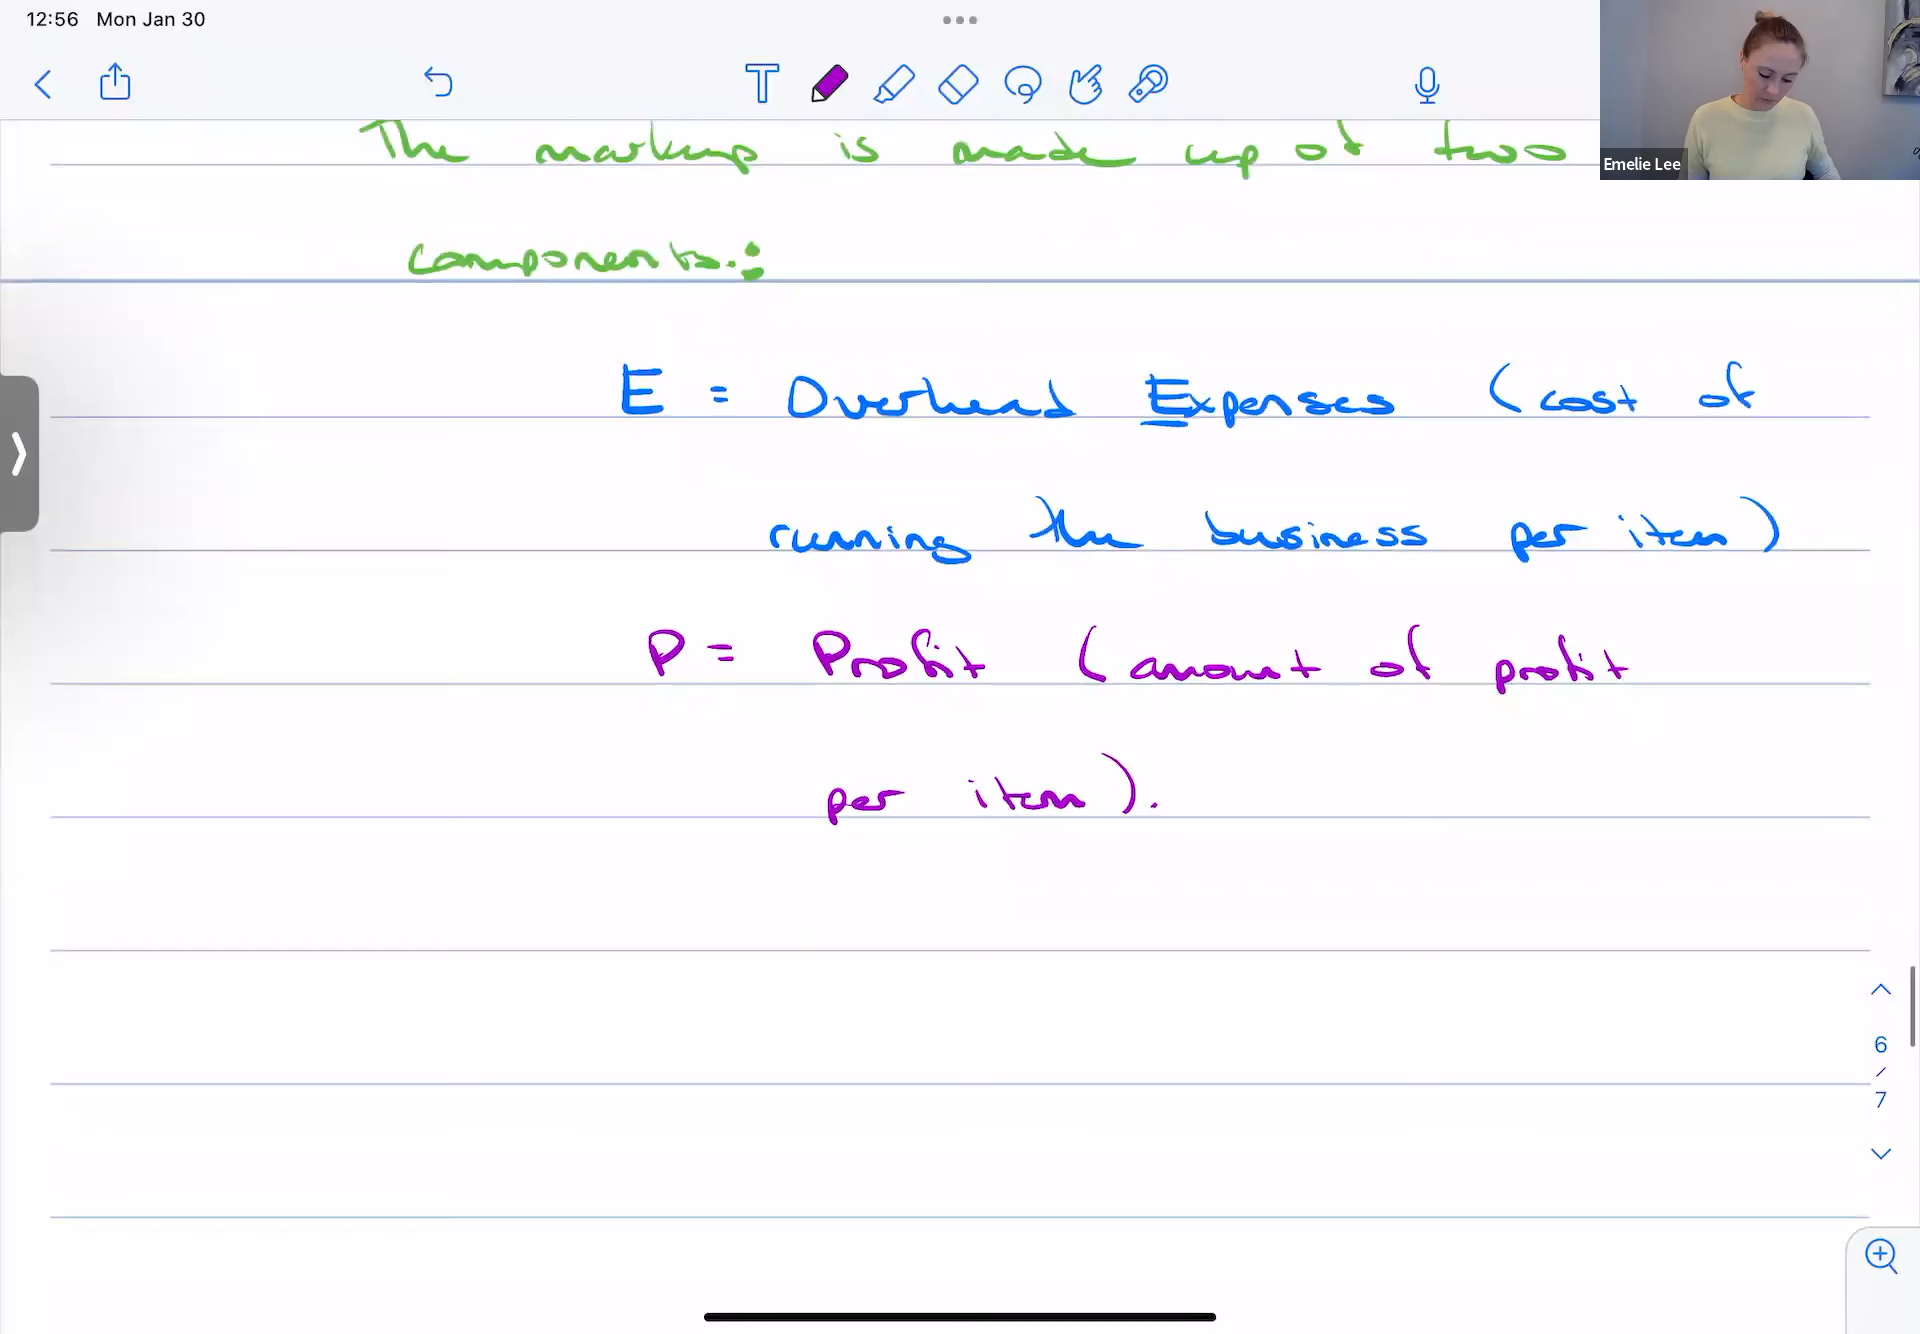 12:56 Mon Jan 30
Emelie Lee
The markup is made up of two
components:
E = Overhead Expenses (cost of
running the business per item)
P = Profit (amount of profit
per item).
6
/
7